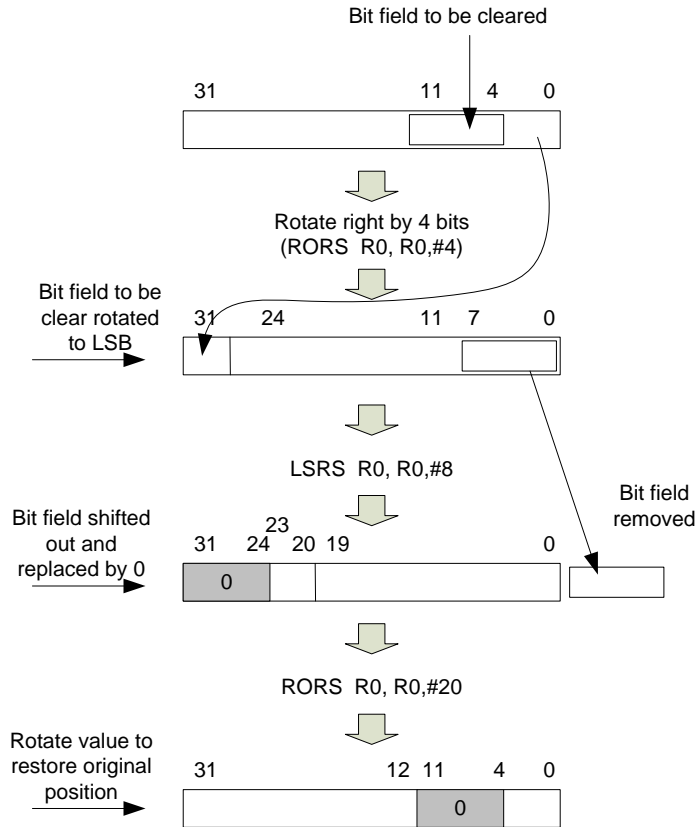 Bit field to be cleared
31 11 4 0
Rotate right by 4 bits
(RORS R0, R0,#4)
Bit field to be
clear rotated
to LSB
31 24 11 7 0
LSRS R0, R0,#8
Bit field
removed
Bit field shifted
out and
replaced by 0
23
31 24 20 19 0
0
RORS R0, R0,#20
Rotate value to
restore original
position
31 12 11 4 0
0